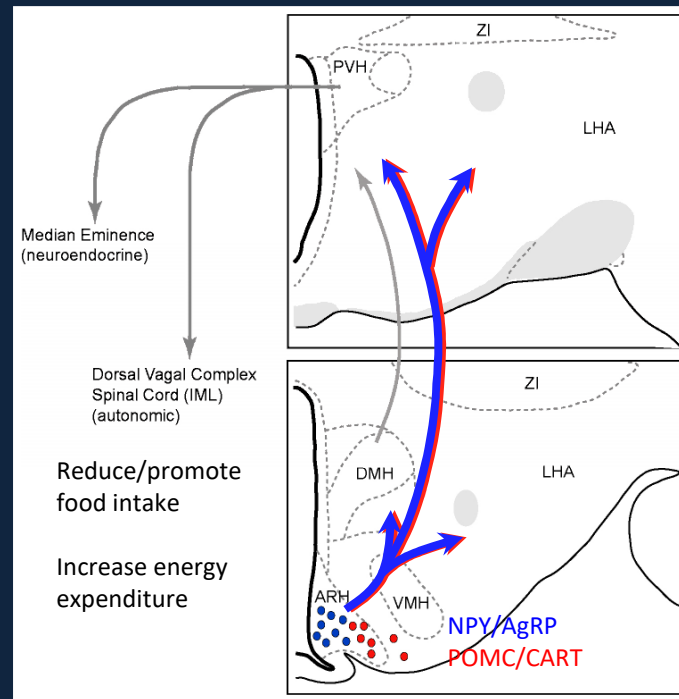 ZI
PVH
LHA
Median Eminence
(neuroendocrine)
Dorsal Vagal Complex
Spinal Cord (IML)
(autonomic)
ZI
Reduce/promote
food intake
DMH
LHA
Increase energy
expenditure
ARH
VMH
NPY/AgRP
POMC/CART